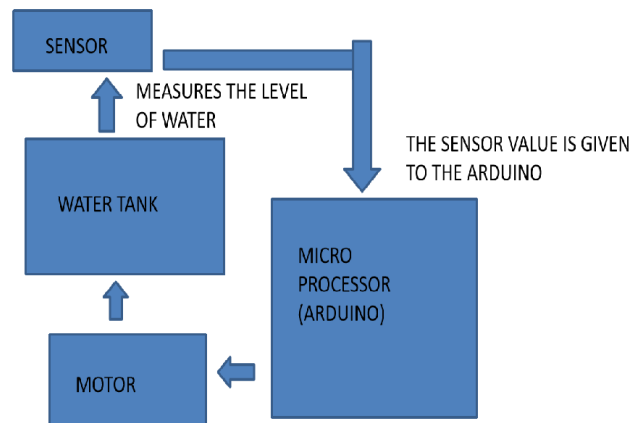 SENSOR
MEASURES THE LEVEL
OF WATER
THE SENSOR VALUE IS GIVEN
TO THE ARDUINO
WATER TANK
MICRO
PROCESSOR
(ARDUINO)
MOTOR